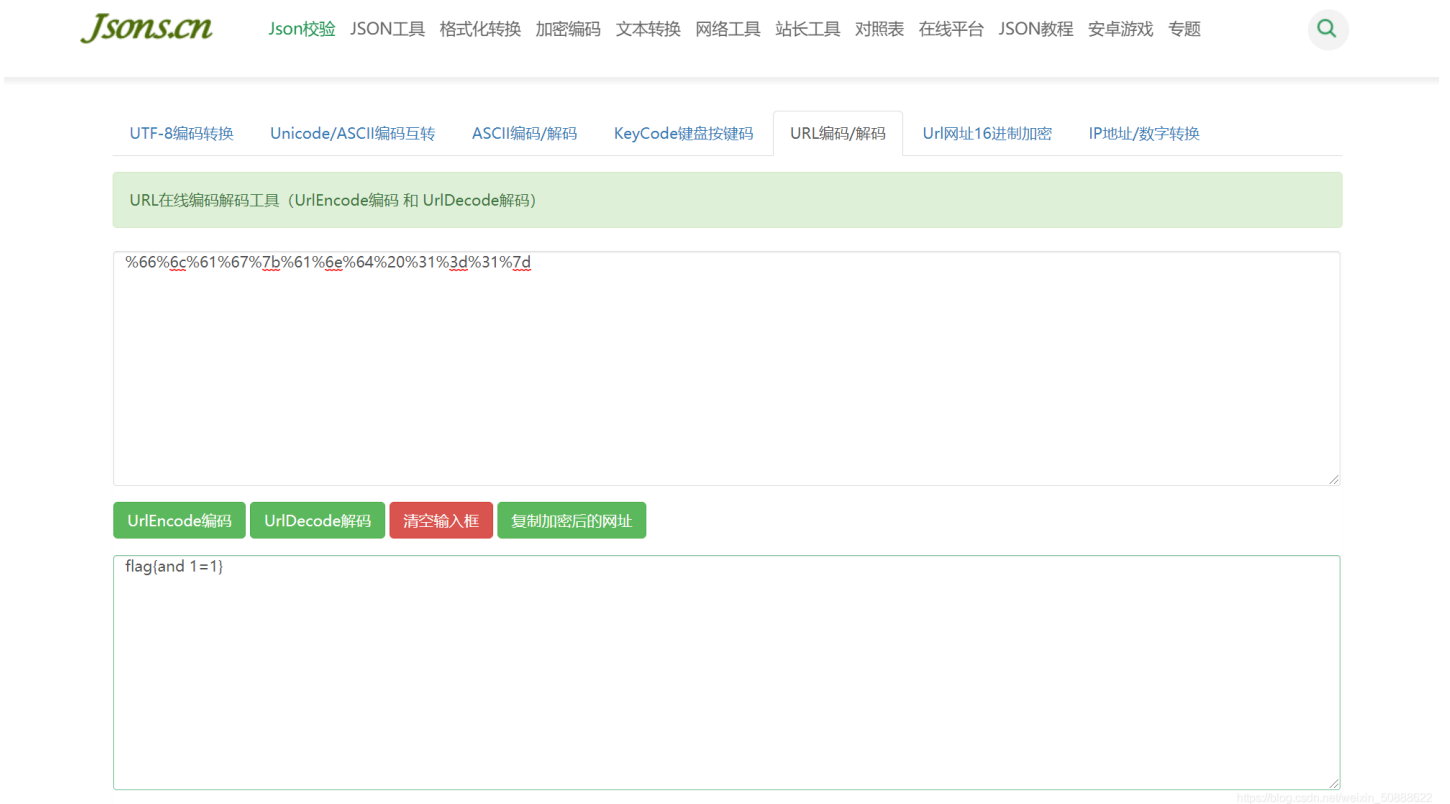 Jsons.cn Json校验 JSON工具 格式化转换 加密编码 文本转换 网络工具 站长工具 对照表 在线平台 JSON教程 安卓游戏 专题
UTF-8编码转换 Unicode/ASCII编码互转 ASCII编码/解码 KeyCode键盘按键码 URL编码/解码 Url网址16进制加密 IP地址/数字转换
URL在线编码解码工具（UrlEncode编码 和 UrlDecode解码）
%66%6c%61%67%7b%61%6e%64%20%31%3d%31%7d
UrlEncode编码 UrlDecode解码 清空输入框 复制加密后的网址
flag{and 1=1}
https://blog.csdn.net/weixin_50888622